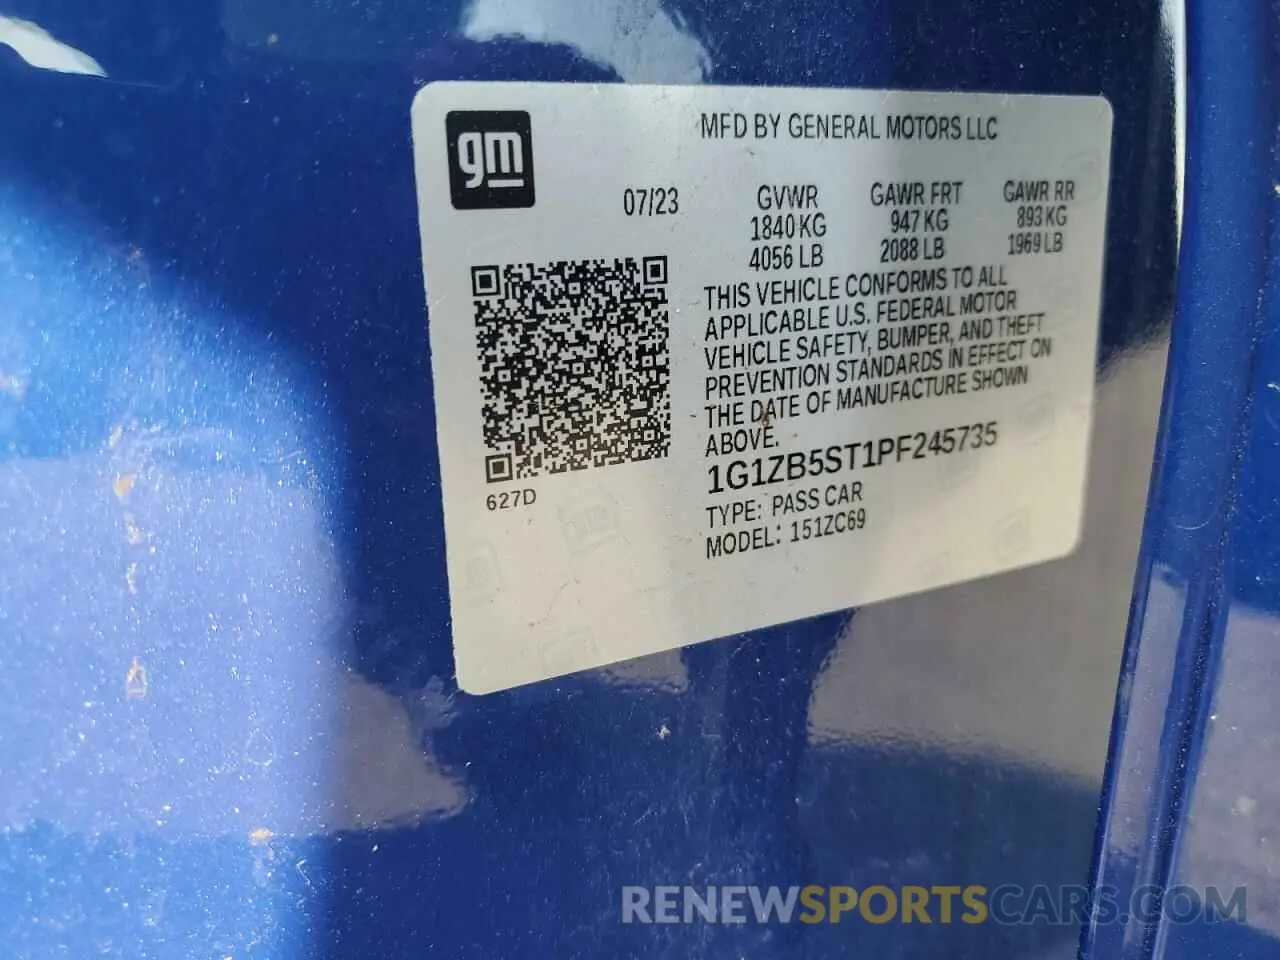 gm
MFD BY GENERAL MOTORS LLC
07/23
GVWR GAWR FRT GAWR RR
1840 KG 947 KG 893 KG
4056 LB 2088 LB 1969 LB
THIS VEHICLE CONFORMS TO ALL
APPLICABLE U.S. FEDERAL MOTOR
VEHICLE SAFETY, BUMPER, AND THEFT
PREVENTION STANDARDS IN EFFECT ON
THE DATE OF MANUFACTURE SHOWN
ABOVE.
1G1ZB5ST1PF245735
627D
TYPE: PASS CAR
MODEL: 151ZC69
RENEWSPORTSCARS.COM